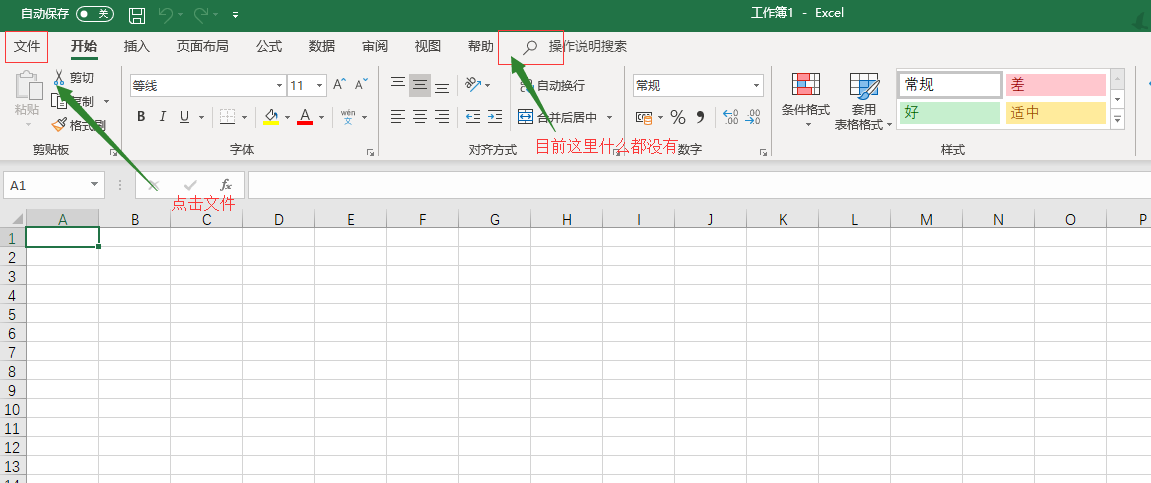 自动保存 关 工作簿1 - Excel
文件 开始 插入 页面布局 公式 数据 审阅 视图 帮助 操作说明搜索
剪切
等线 11 A A
自动换行
常规
常规 差
粘贴
复制
条件格式 套用
表格格式
格式刷
B I U A wén
合并后居中
% ,
.00
.00
好 适中
剪贴板 字体 对齐方式 数字 样式
目前这里什么都没有
A1 fx
点击文件
A B C D E F G H I J K L M N O P
1
2
3
4
5
6
7
8
9
10
11
12
13
14